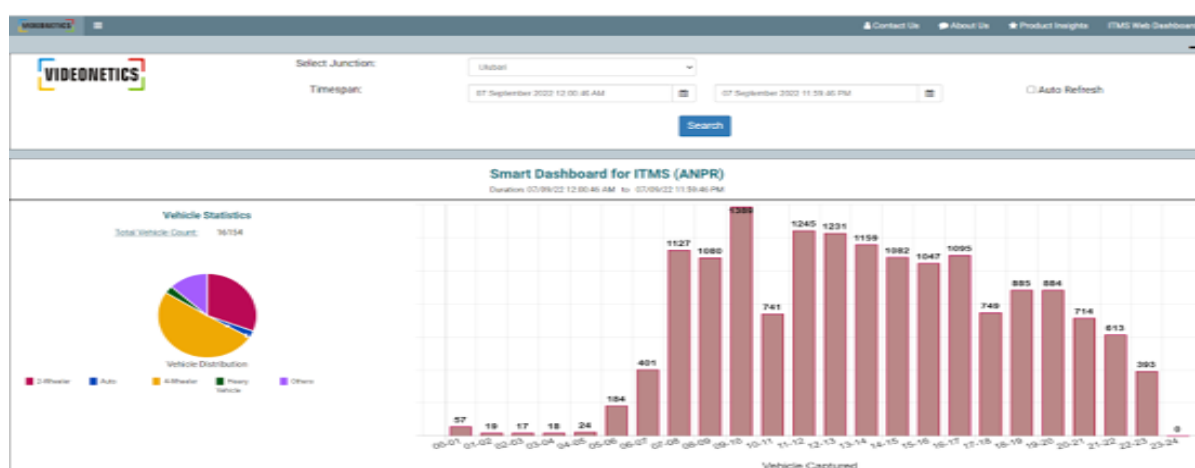 VIDEONETICS
Contact Us About Us Product Insights ITMS Web Dashboard
VIDEONETICS
Select Junction: Ulubari
Timespan: 07 September 2022 12:00:46 AM 07 September 2022 11:59:46 PM Auto Refresh
Search
Smart Dashboard for ITMS (ANPR)
Duration: 07/09/22 12:00:46 AM to 07/09/22 11:59:46 PM
Vehicle Statistics
Total Vehicle Count: 16154
Vehicle Distribution
2-Wheeler Auto 4-Wheeler Heavy Vehicle Others
57 19 17 18 24 184 401 1127 1080 1389 741 1245 1231 1159 1082 1047 1095 749 885 884 714 613 393 0
00-01 01-02 02-03 03-04 04-05 05-06 06-07 07-08 08-09 09-10 10-11 11-12 12-13 13-14 14-15 15-16 16-17 17-18 18-19 19-20 20-21 21-22 22-23 23-24
Vehicle Captured